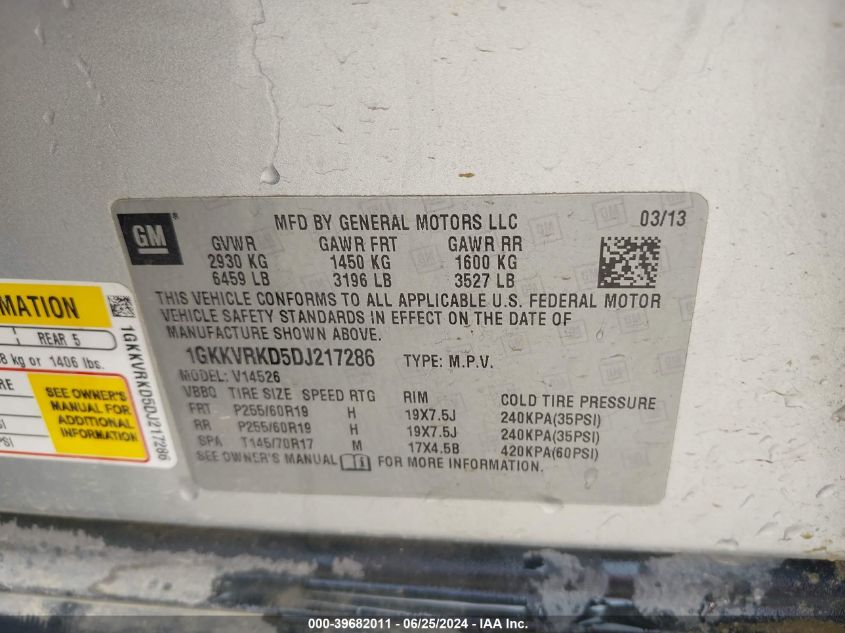 MFD BY GENERAL MOTORS LLC 03/13
GM
GVWR GAWR FRT GAWR RR
2930 KG 1450 KG 1600 KG
6459 LB 3196 LB 3527 LB
THIS VEHICLE CONFORMS TO ALL APPLICABLE U.S. FEDERAL MOTOR
VEHICLE SAFETY STANDARDS IN EFFECT ON THE DATE OF
MANUFACTURE SHOWN ABOVE.
1GKKVRKD5DJ217286 TYPE: M.P.V.
MODEL: V14526
VBBQ TIRE SIZE SPEED RTG RIM COLD TIRE PRESSURE
FRT P255/60R19 H 19X7.5J 240KPA(35PSI)
RR P255/60R19 H 19X7.5J 240KPA(35PSI)
SPA T145/70R17 M 17X4.5B 420KPA(60PSI)
SEE OWNER'S MANUAL FOR MORE INFORMATION.
REAR 5
kg or 1406 lbs.
SEE OWNER'S
MANUAL FOR
ADDITIONAL
INFORMATION
1GKKVRKD5DJ217286
000-39682011 - 06/25/2024 - IAA Inc.